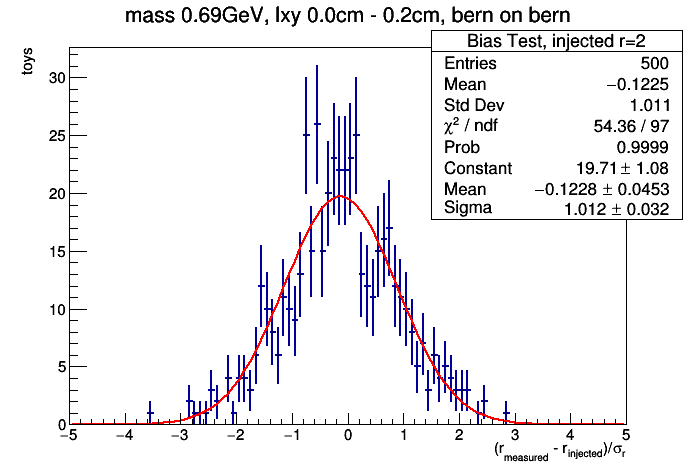 mass 0.69GeV, lxy 0.0cm - 0.2cm, bern on bern
Bias Test, injected r=2
Entries 500
Mean −0.1225
Std Dev 1.011
χ² / ndf 54.36 / 97
Prob 0.9999
Constant 19.71 ± 1.08
Mean −0.1228 ± 0.0453
Sigma 1.012 ± 0.032
toys
30
25
20
15
10
5
0
−5 −4 −3 −2 −1 0 1 2 3 4 5
(r_measured - r_injected)/σ_r